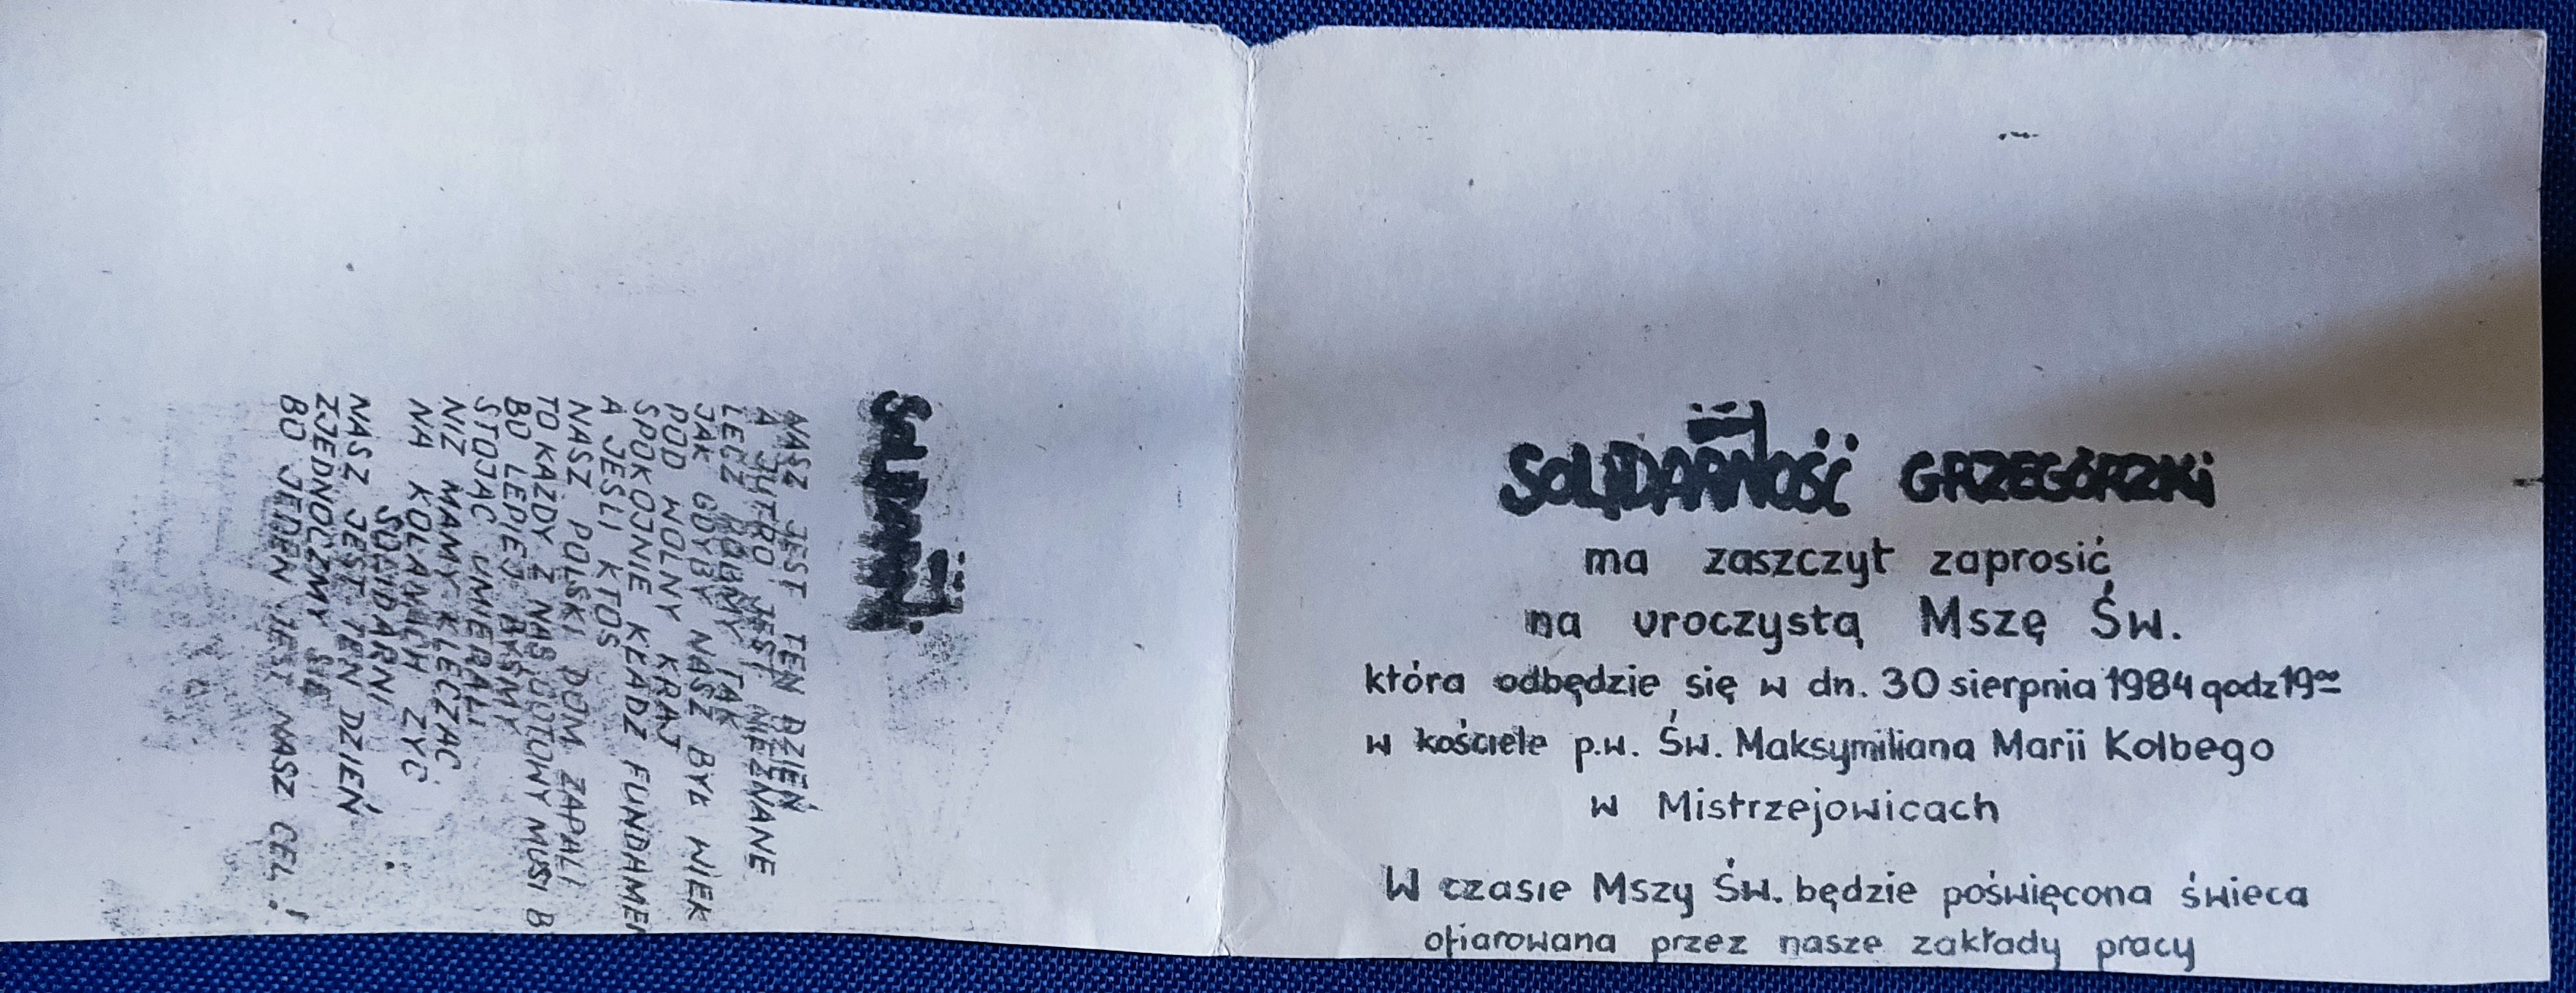 SOLIDARNOŚĆ
NASZ JEST TEN DZIEŃ
A JUTRO JEST NIEZNANE
LECZ RÓBMY TAK
JAK GDYBY NASZ BYŁ WIEK
POD WOLNY KRAJ
SPOKOJNIE KŁADŹ FUNDAMEN
A JEŚLI KTOŚ
NASZ POLSKI DOM ZAPALI
TO KAŻDY Z NAS GOTOWY MUSI B
BO LEPIEJ BYŚMY
STOJĄC UMIERALI
NIŻ MAMY KLĘCZĄC
NA KOLANACH ŻYĆ
SOLIDARNI
NASZ JEST TEN DZIEŃ
ZJEDNOCZMY SIĘ
BO JEDEN JEST NASZ CEL !
SOLIDARNOŚĆ GRZEGÓRZKI
ma zaszczyt zaprosić
na uroczystą Mszę Św.
która odbędzie się w dn. 30 sierpnia 1984 godz 19⁰⁰
w kościele p.w. Św. Maksymiliana Marii Kolbego
w Mistrzejowicach
W czasie Mszy Św. będzie poświęcona świeca
ofiarowana przez nasze zakłady pracy